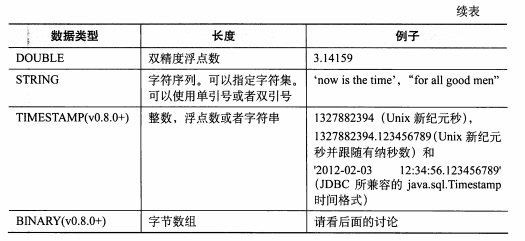 续表
数据类型 长度 例子
DOUBLE 双精度浮点数 3.14159
STRING 字符序列。可以指定字符集。 ‘now is the time’，“for all good men”
可以使用单引号或者双引号
TIMESTAMP(v0.8.0+) 整数，浮点数或者字符串 1327882394（Unix 新纪元秒），
1327882394.123456789(Unix 新纪元
秒并跟随有纳秒数）和
'2012-02-03 12:34:56.123456789'
（JDBC 所兼容的 java.sql.Timestamp
时间格式）
BINARY(v0.8.0+) 字节数组 请看后面的讨论